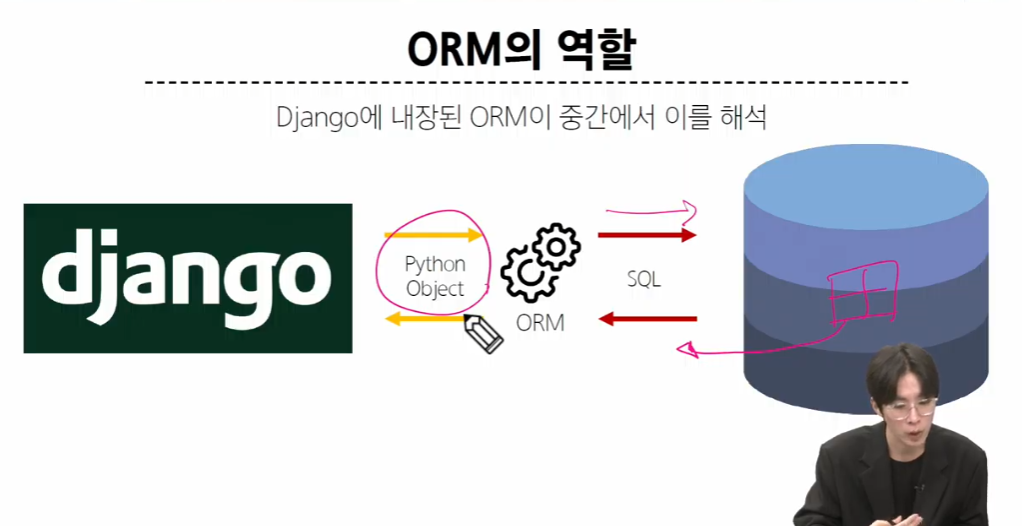 ORM의 역할
Django에 내장된 ORM이 중간에서 이를 해석
django
Python
Object
ORM
SQL